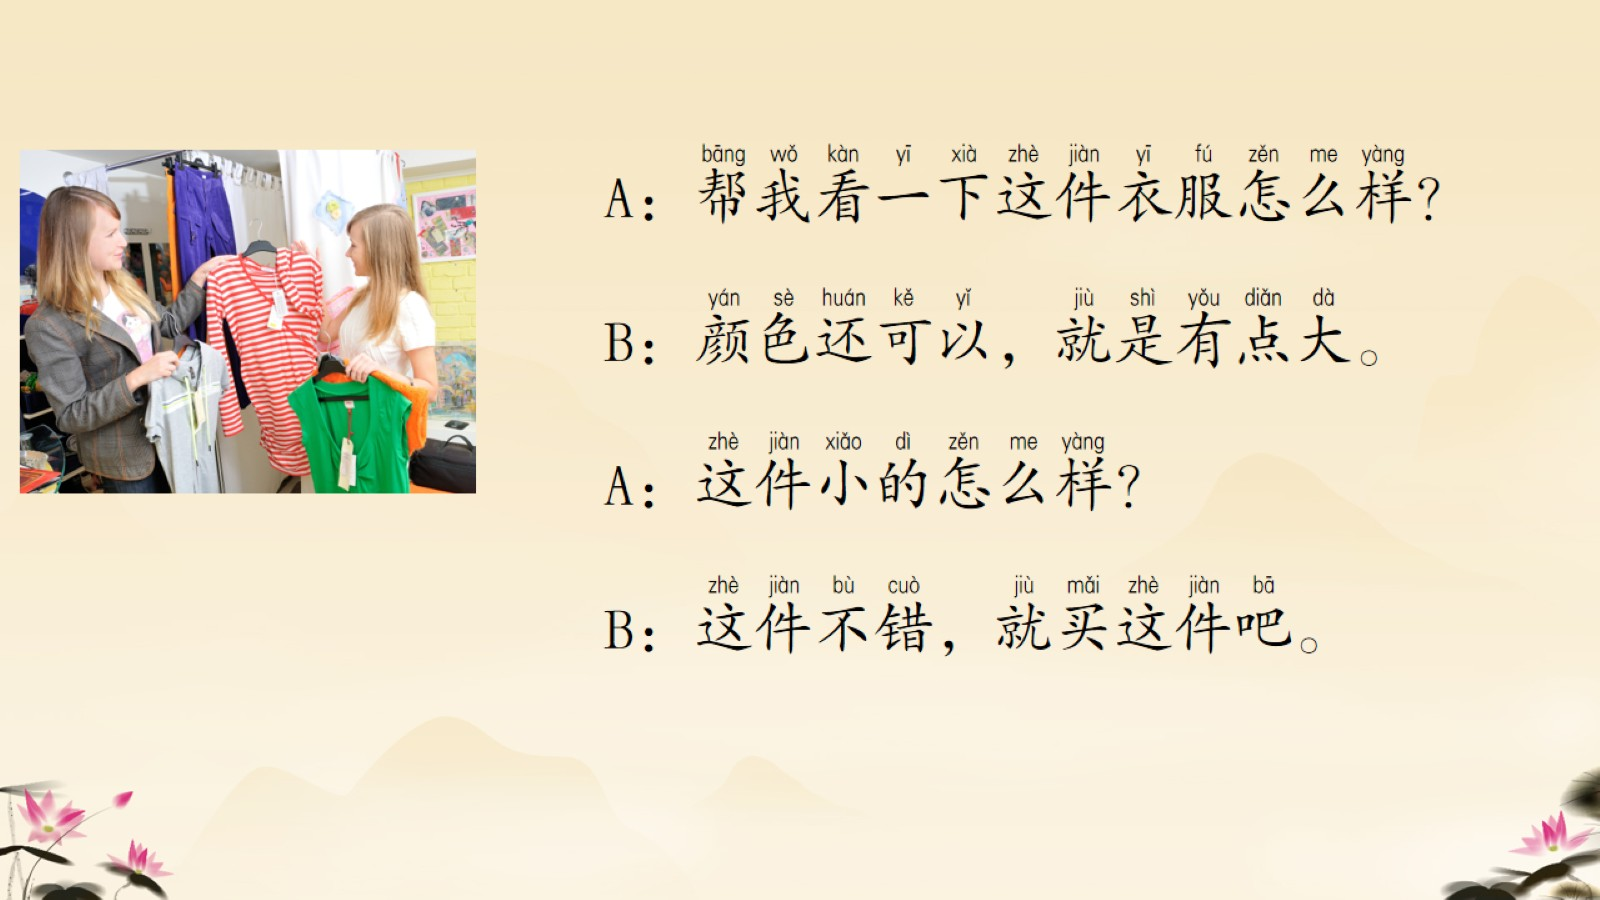 bāng wǒ kàn yī xià zhè jiàn yī fú zěn me yàng
A：帮我看一下这件衣服怎么样？
yán sè huán kě yǐ jiù shì yǒu diǎn dà
B：颜色还可以，就是有点大。
zhè jiàn xiǎo dì zěn me yàng
A：这件小的怎么样？
zhè jiàn bù cuò jiù mǎi zhè jiàn bā
B：这件不错，就买这件吧。